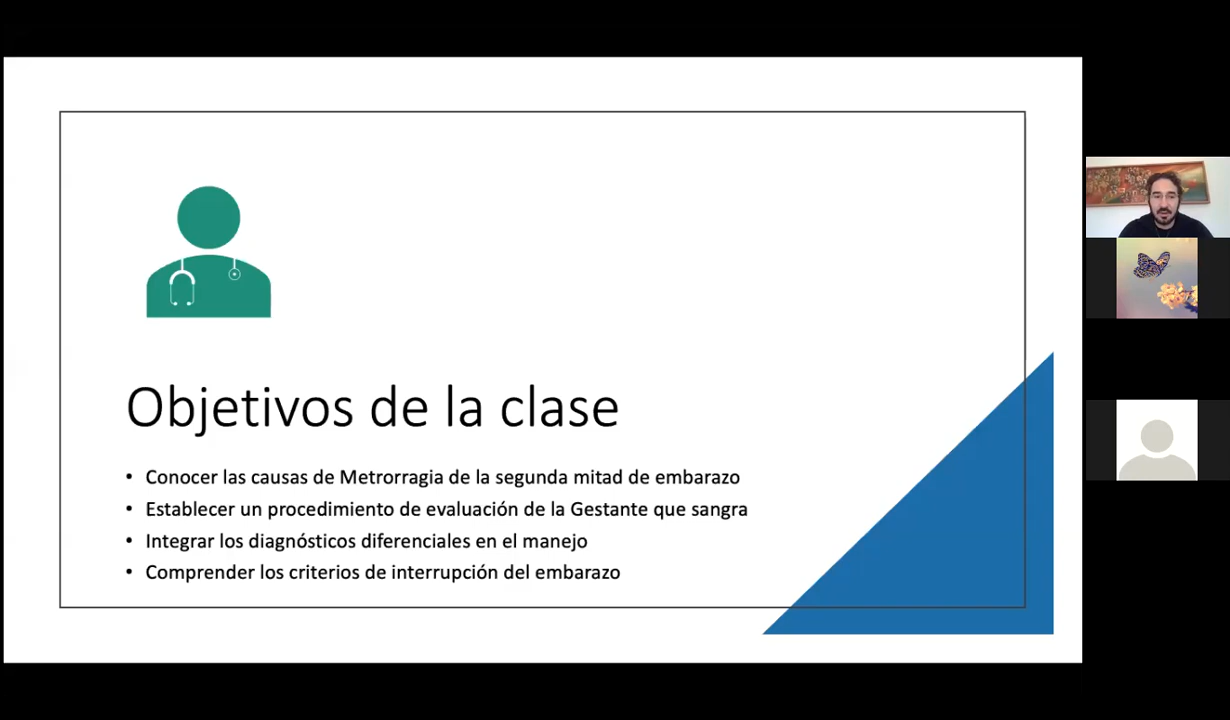 Objetivos de la clase
• Conocer las causas de Metrorragia de la segunda mitad de embarazo
• Establecer un procedimiento de evaluación de la Gestante que sangra
• Integrar los diagnósticos diferenciales en el manejo
• Comprender los criterios de interrupción del embarazo